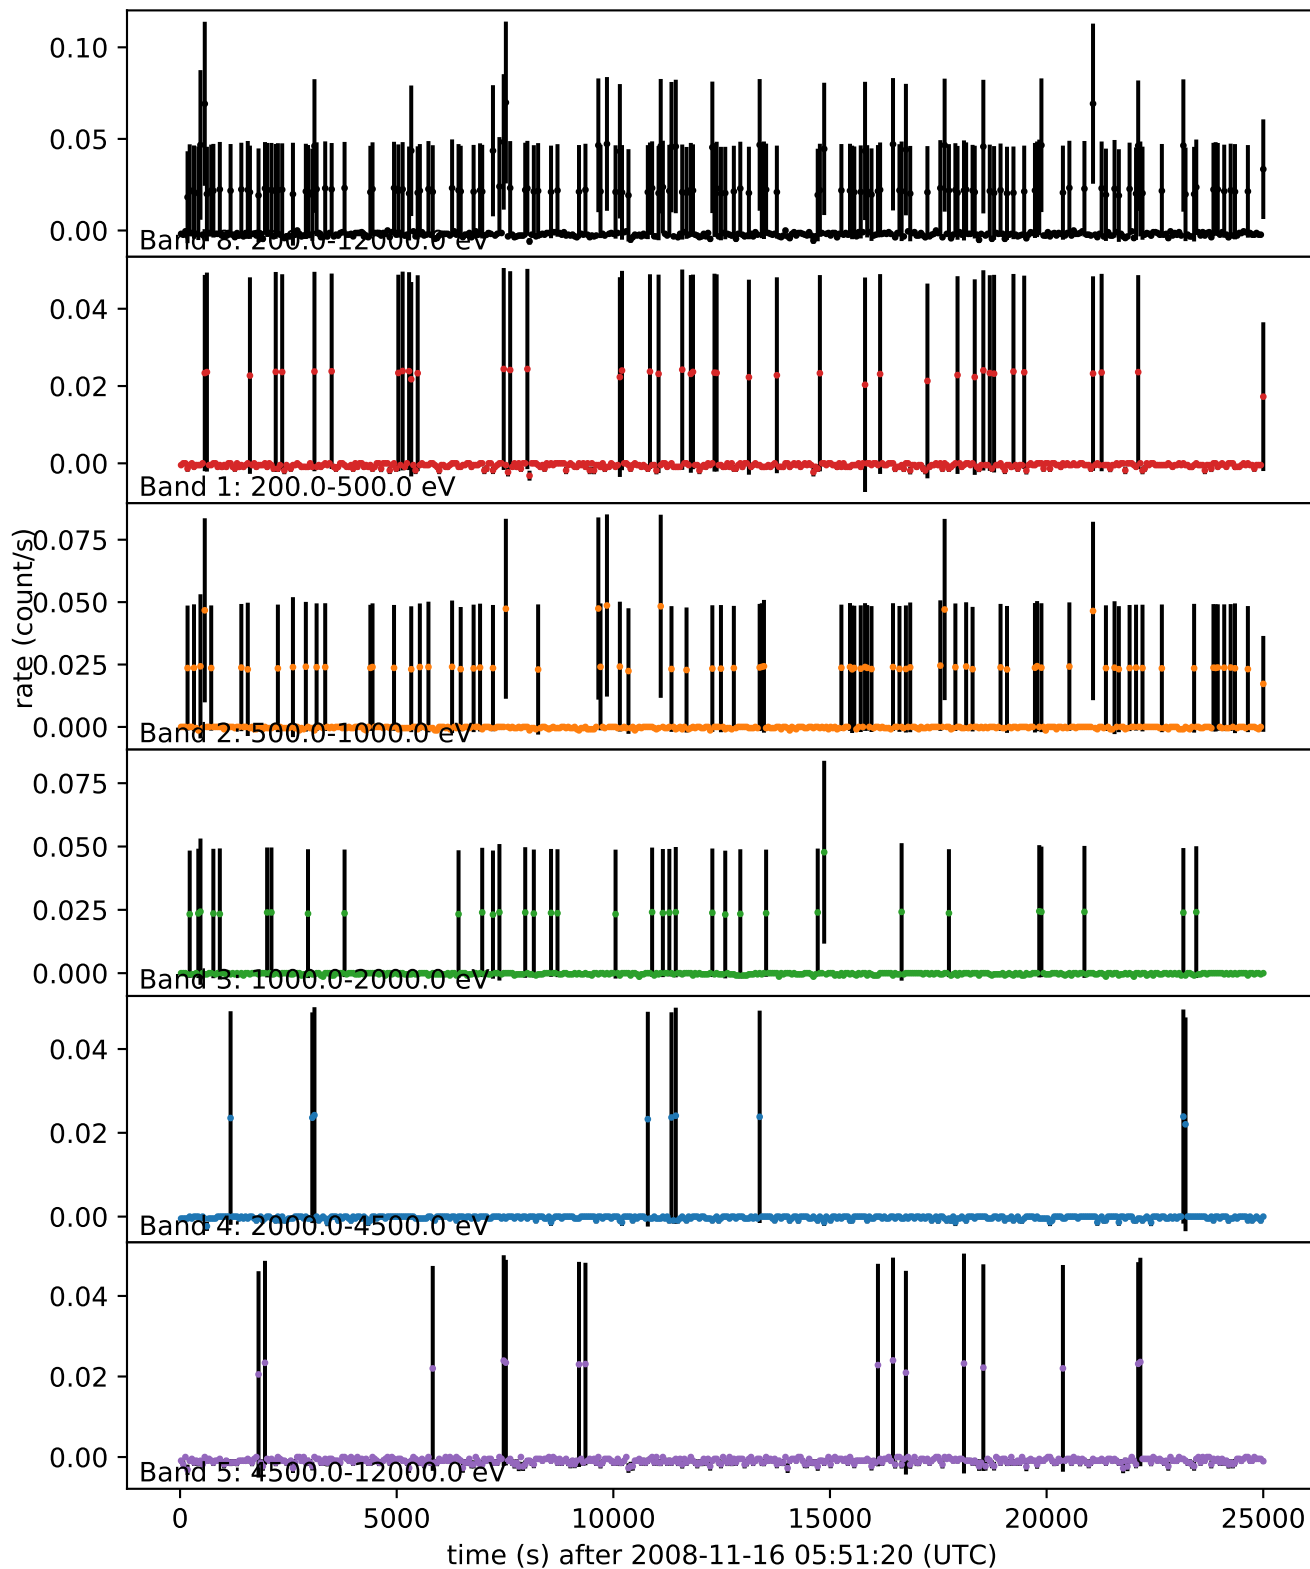 0.10
0.05
0.00
Band 8: 200.0-12000.0 eV
0.04
0.02
0.00
Band 1: 200.0-500.0 eV
rate (count/s)
0.075
0.050
0.025
0.000
Band 2: 500.0-1000.0 eV
0.075
0.050
0.025
0.000
Band 3: 1000.0-2000.0 eV
0.04
0.02
0.00
Band 4: 2000.0-4500.0 eV
0.04
0.02
0.00
Band 5: 4500.0-12000.0 eV
0 5000 10000 15000 20000 25000
time (s) after 2008-11-16 05:51:20 (UTC)